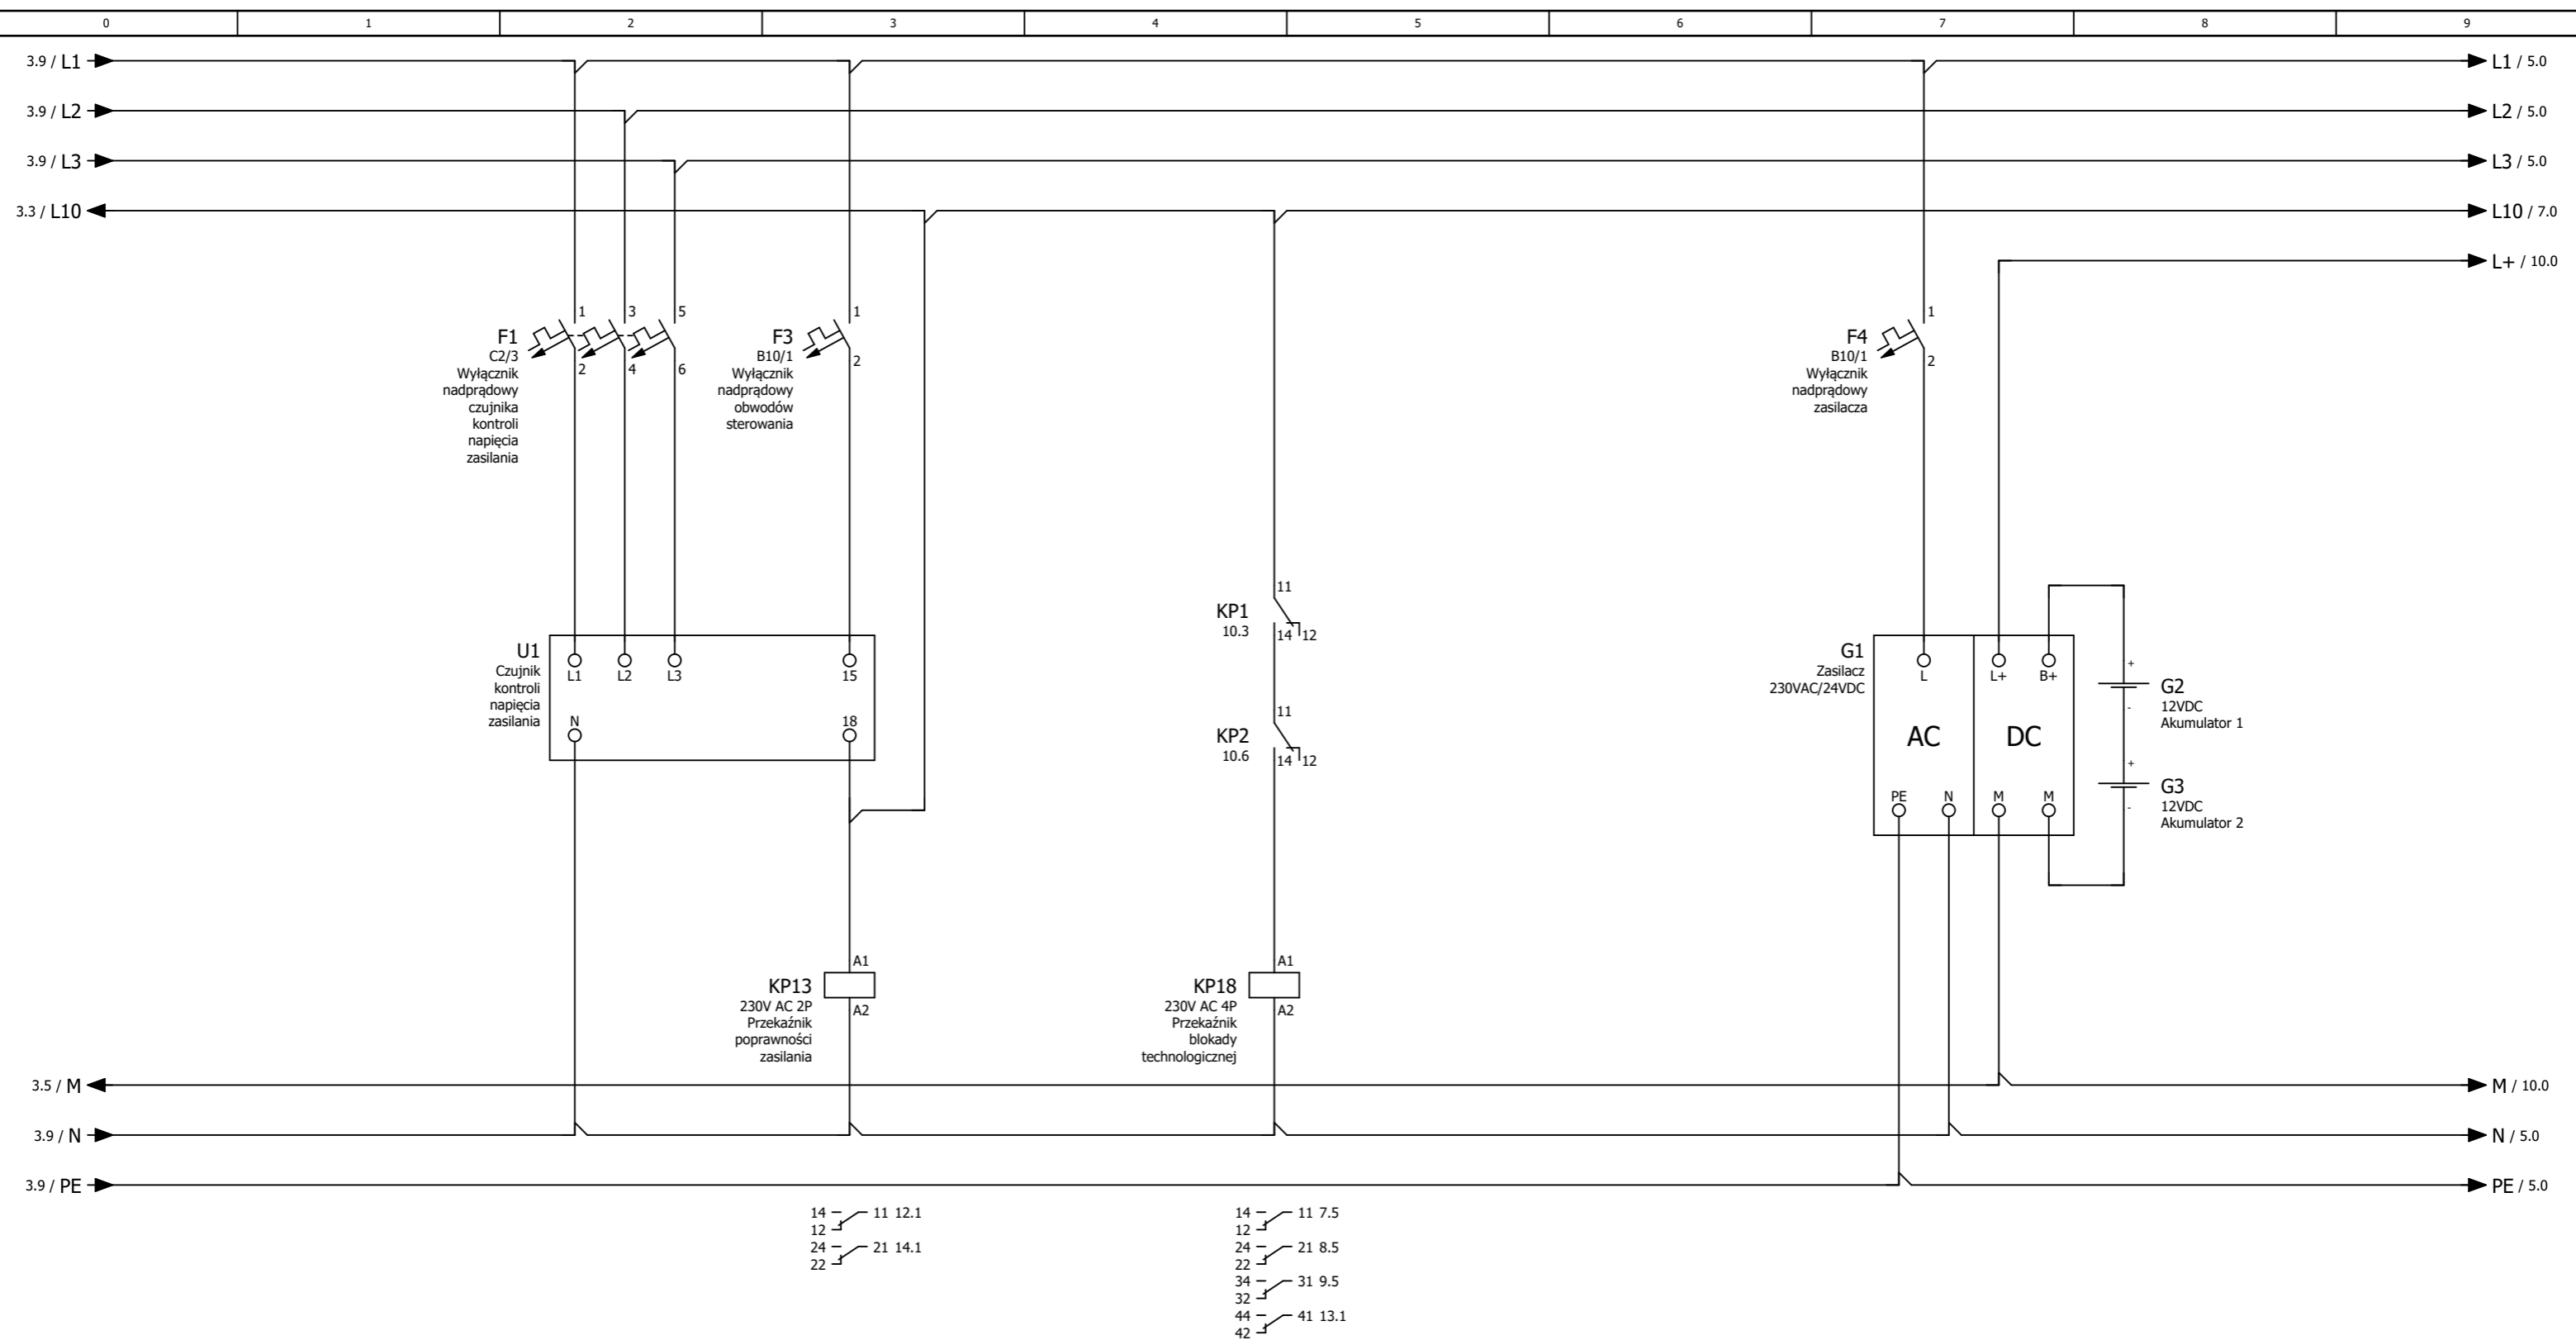 0 1 2 3 4 5 6 7 8 9
3.9 / L1
L1 / 5.0
3.9 / L2
L2 / 5.0
3.9 / L3
L3 / 5.0
3.3 / L10
L10 / 7.0
L+ / 10.0
F1
C2/3
Wyłącznik
nadprądowy
czujnika
kontroli
napięcia
zasilania
1 3 5
2 4 6
F3
B10/1
Wyłącznik
nadprądowy
obwodów
sterowania
1
2
F4
B10/1
Wyłącznik
nadprądowy
zasilacza
1
2
U1
Czujnik
kontroli
napięcia
zasilania
L1 L2 L3 15
N 18
KP1
10.3
11
14 12
KP2
10.6
11
14 12
G1
Zasilacz
230VAC/24VDC
L L+ B+
AC DC
PE N M M
+
-
G2
12VDC
Akumulator 1
+
-
G3
12VDC
Akumulator 2
KP13
230V AC 2P
Przekaźnik
poprawności
zasilania
A1
A2
KP18
230V AC 4P
Przekaźnik
blokady
technologicznej
A1
A2
3.5 / M
M / 10.0
3.9 / N
N / 5.0
3.9 / PE
PE / 5.0
14 11 12.1
12
24 21 14.1
22
14 11 7.5
12
24 21 8.5
22
34 31 9.5
32
44 41 13.1
42